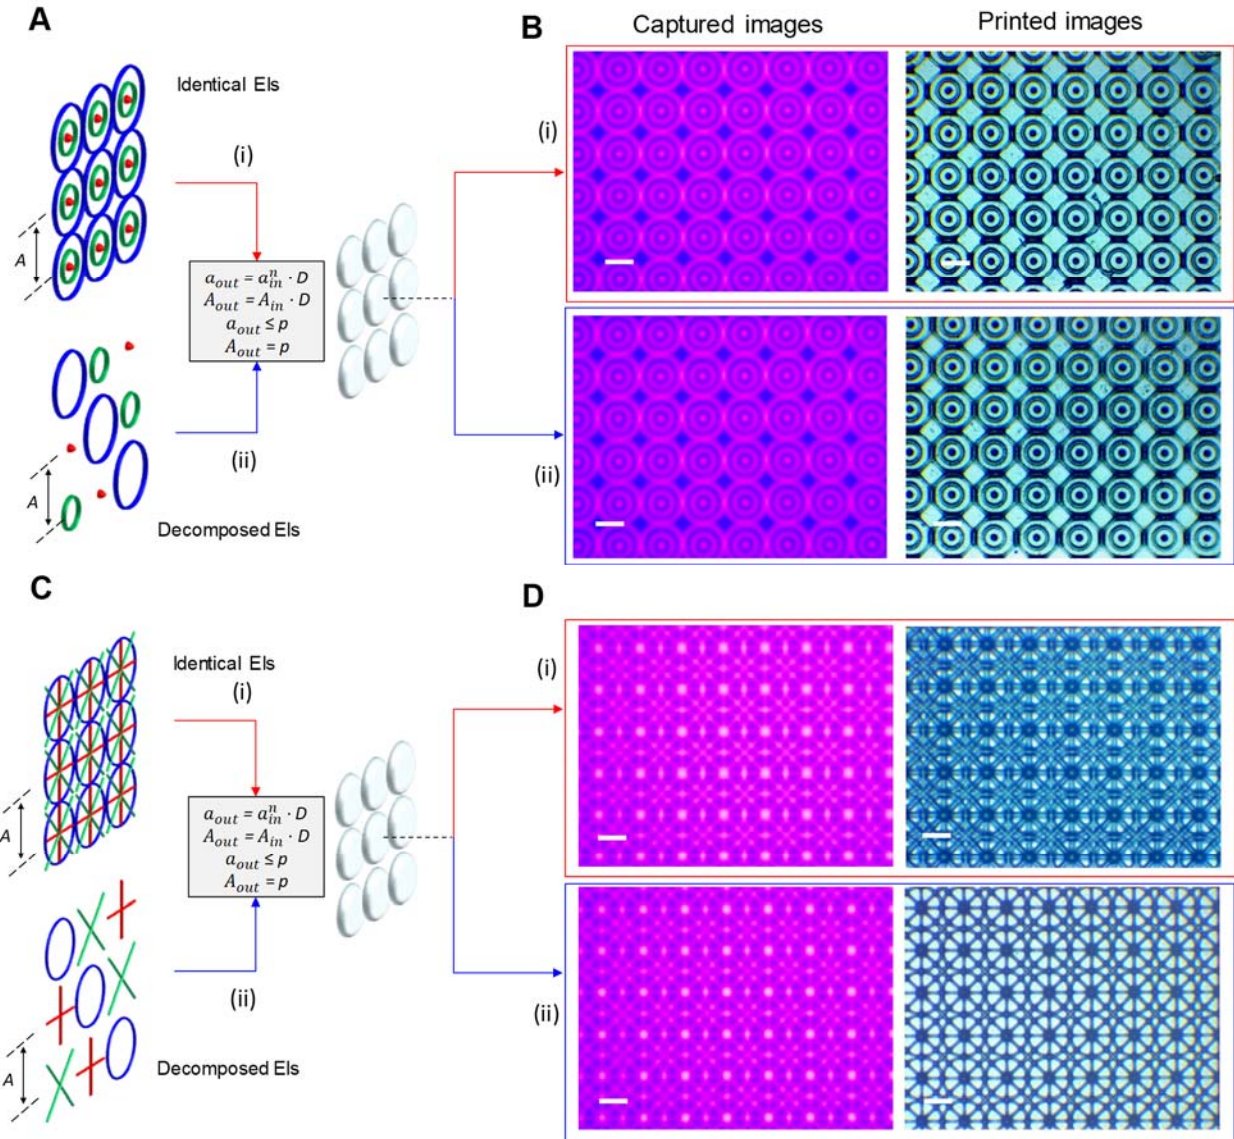 A
B
Captured images
Printed images
Identical EIs
(i)
(i)
A
a_out = a_in^n · D
A_out = A_in · D
a_out ≤ p
A_out = p
(ii)
(ii)
A
Decomposed EIs
C
D
Identical EIs
(i)
(i)
A
a_out = a_in^n · D
A_out = A_in · D
a_out ≤ p
A_out = p
(ii)
(ii)
A
Decomposed EIs